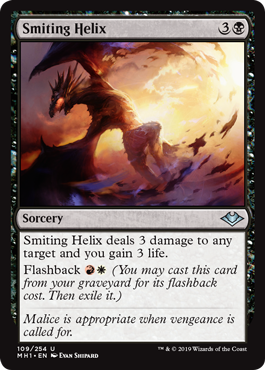 Smiting Helix 3
Sorcery
Smiting Helix deals 3 damage to any
target and you gain 3 life.
Flashback (You may cast this card
from your graveyard for its flashback
cost. Then exile it.)
Malice is appropriate when vengeance is
called for.
109/254 U
MH1 • EN Evan Shipard
™ & © 2019 Wizards of the Coast